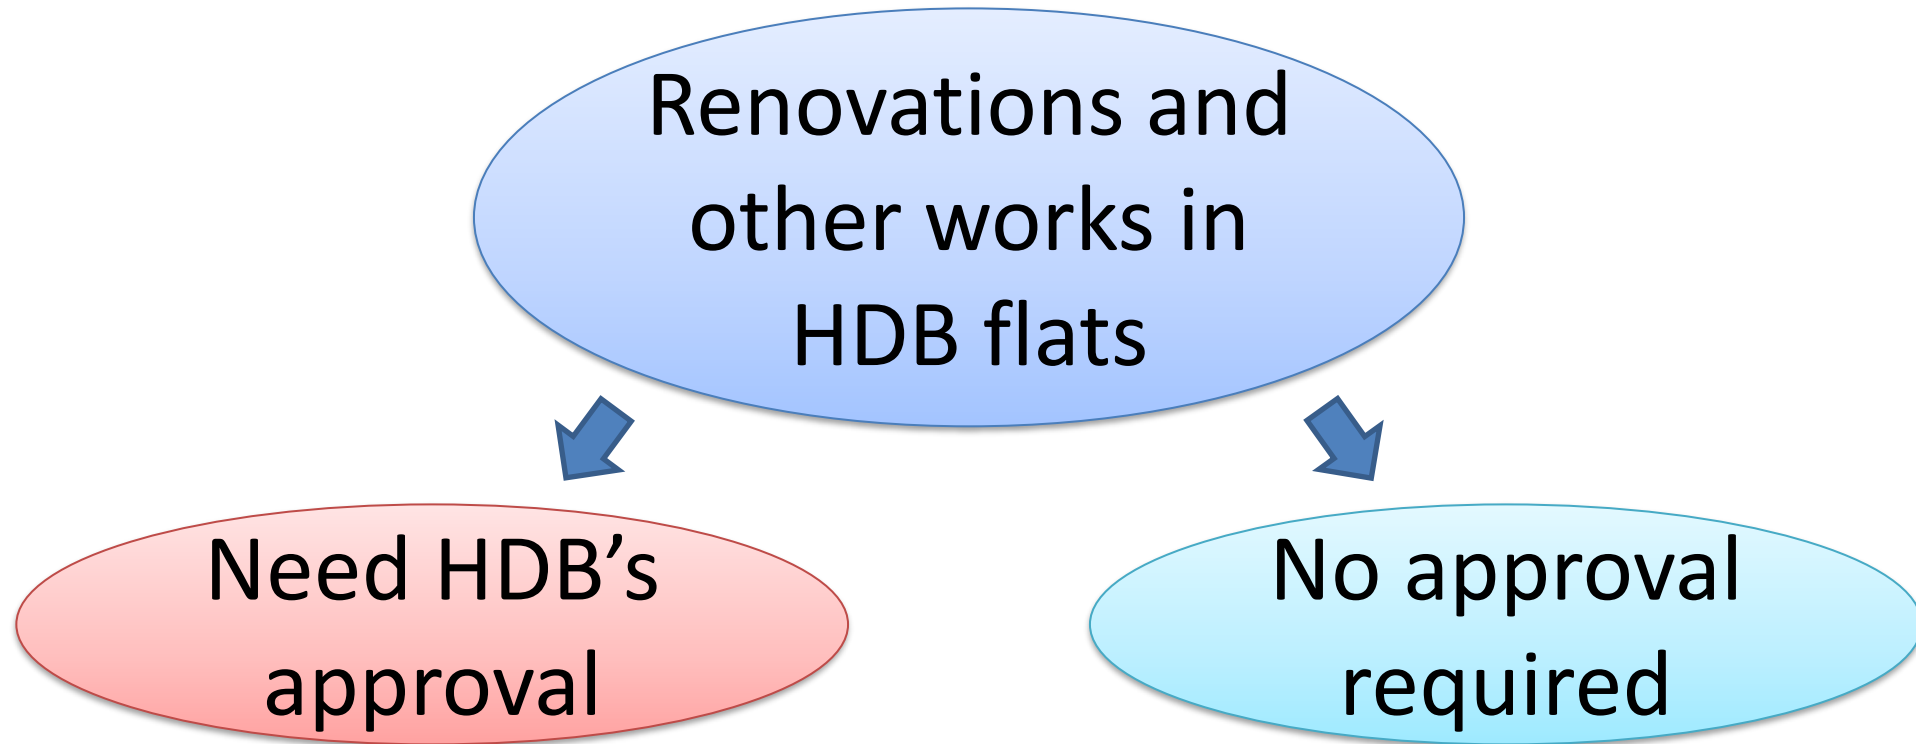 Renovations and
other works in
HDB flats
Need HDB’s
approval
No approval
required